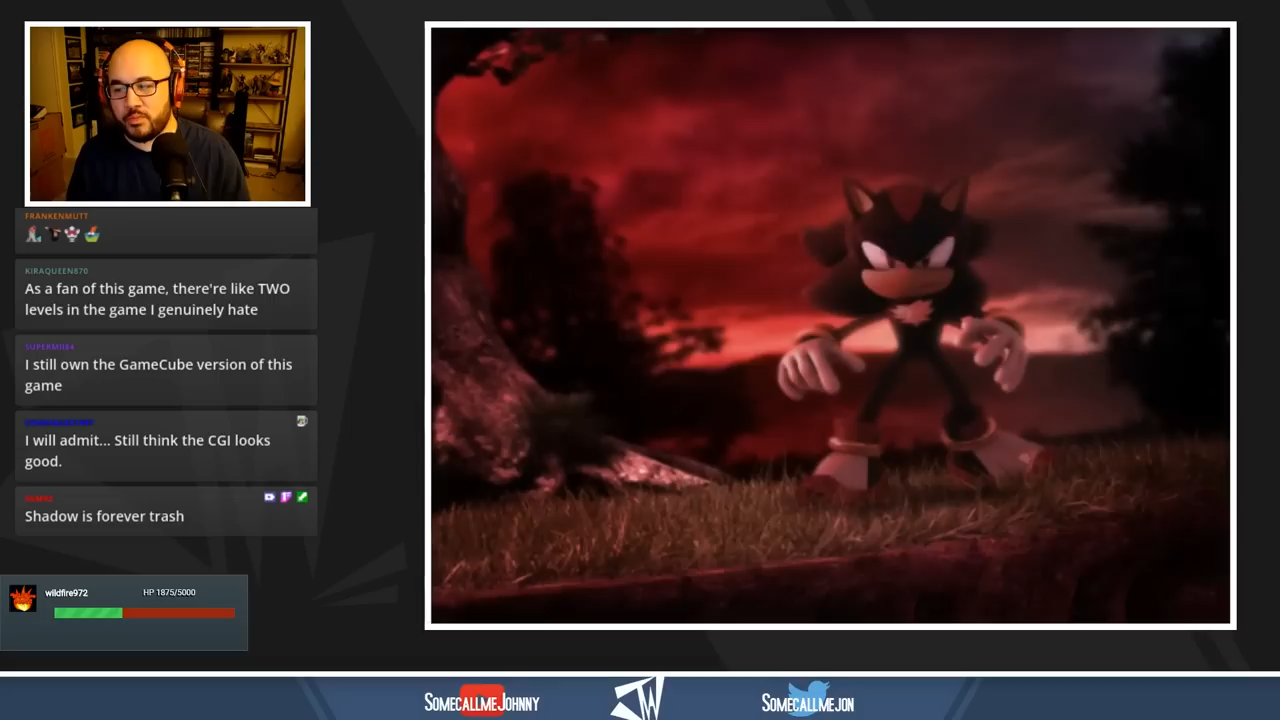 FRANKENMUTT
KIRAQUEEN870
As a fan of this game, there're like TWO
levels in the game I genuinely hate
SUPERMII64
I still own the GameCube version of this
game
I will admit... Still think the CGI looks
good.
Shadow is forever trash
wildfire972
HP 1875/5000
SOMECALLMEJOHNNY
SOMECALLMEJON